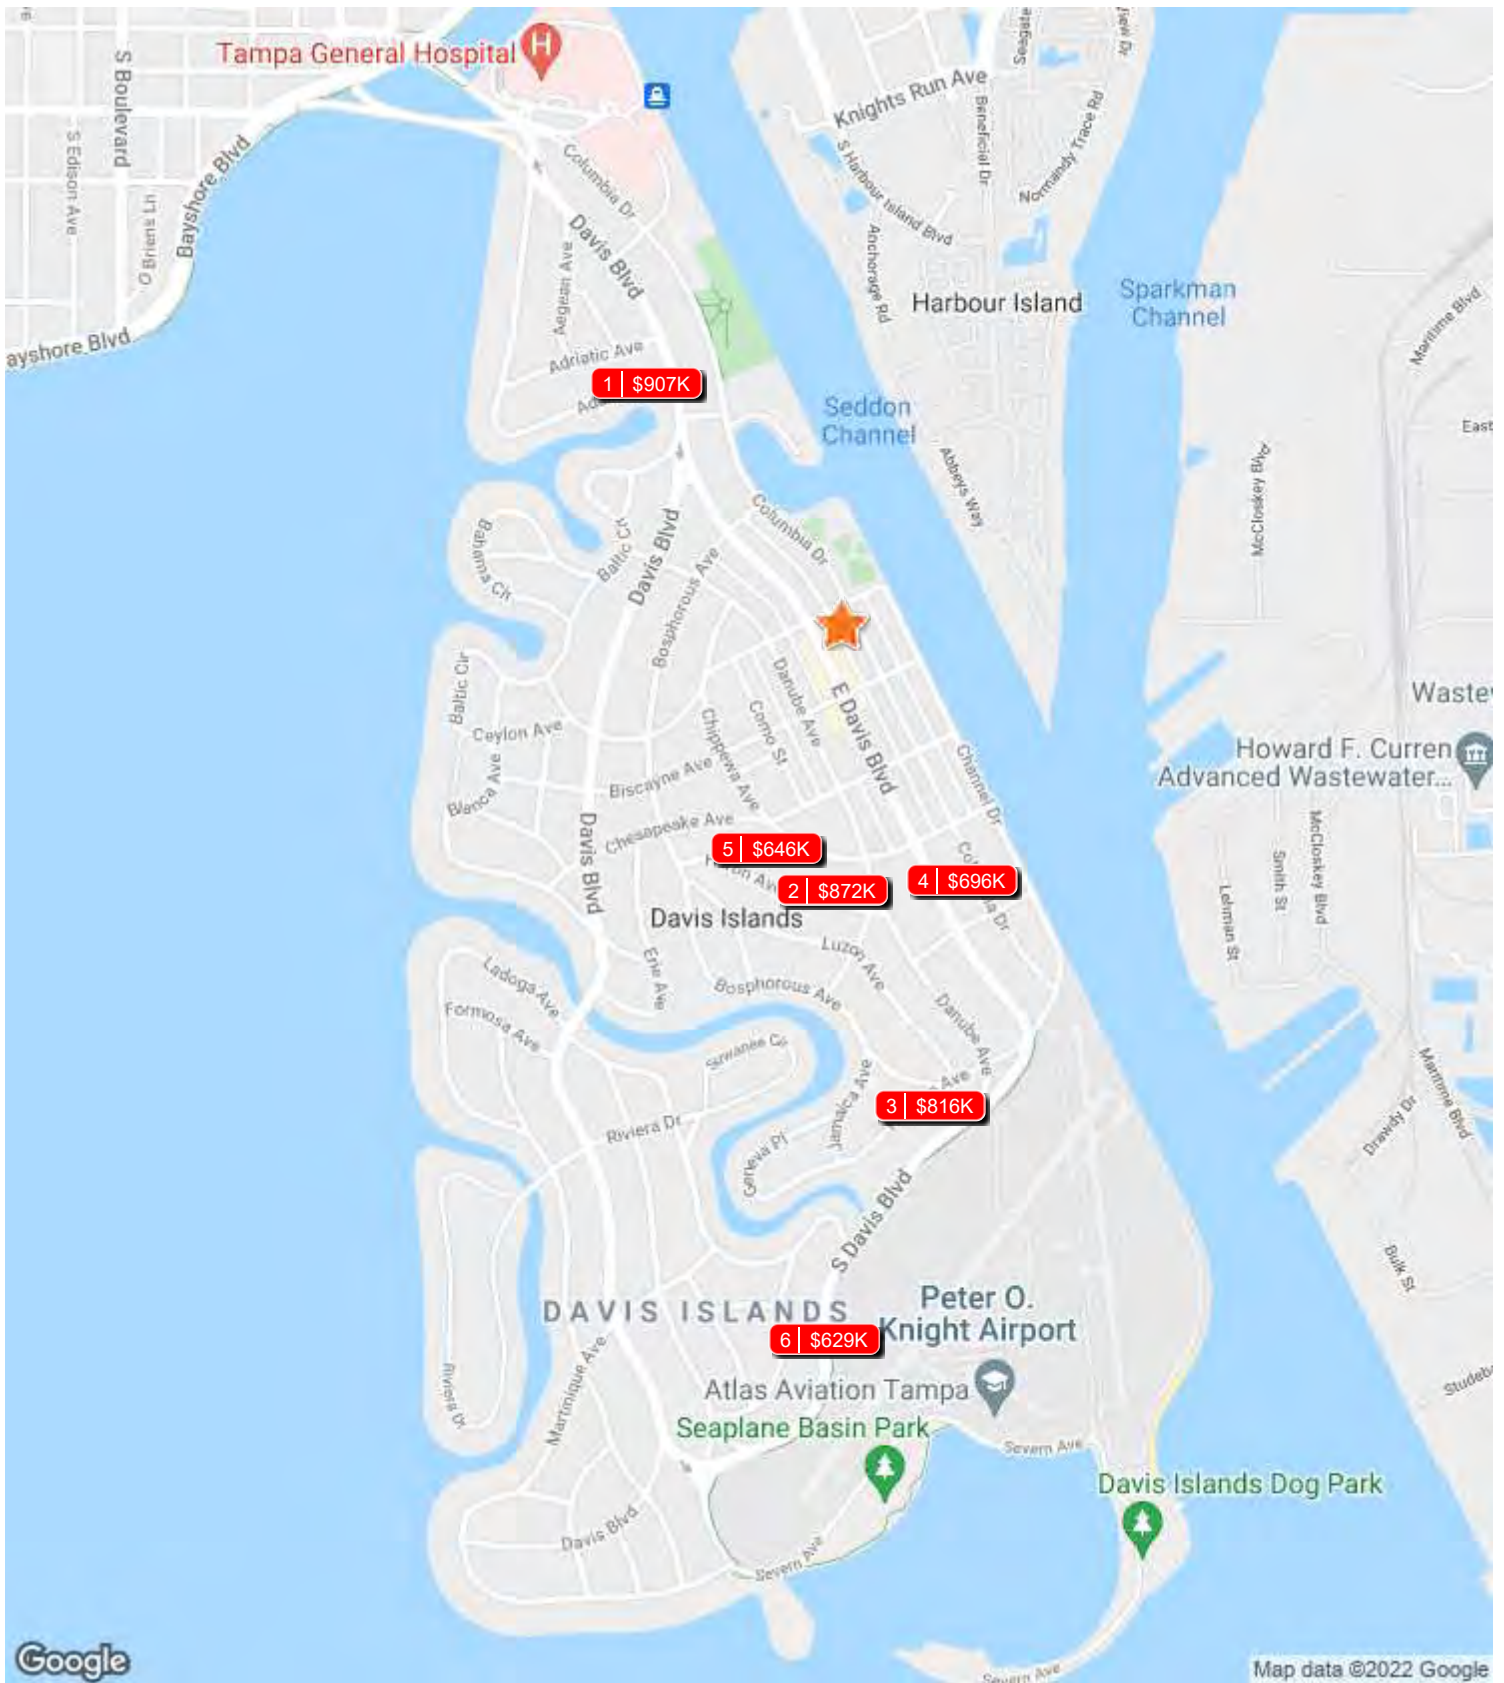 Tampa General Hospital
H
S Boulevard
S Edison Ave
O Briens Ln
Bayshore Blvd
ayshore Blvd
Columbia Dr
Davis Blvd
Aegean Ave
Adriatic Ave
1 $907K
Knights Run Ave
Beneficial Dr
Normandy Trace Rd
S Harbour Island Blvd
Anchorage Rd
Harbour Island
Sparkman
Channel
Maritime Blvd
Seddon
Channel
East
Abbeys Way
McCloskey Blvd
Bahama Cir
Baltic Cir
Davis Blvd
Bosphorous Ave
Columbia Dr
Baltic Cir
Ceylon Ave
Blanca Ave
Danube Ave
Como St
Chippewa Ave
E Davis Blvd
Biscayne Ave
Chesapeake Ave
Davis Blvd
Channel Dr
Waste
Howard F. Curren
Advanced Wastewater...
McCloskey Blvd
Smith St
Lehman St
5 $646K
2 $872K
4 $696K
Davis Islands
Luzon Ave
Erie Ave
Bosphorous Ave
Danube Ave
Ladoga Ave
Formosa Ave
Suwanee Cir
Jamaica Ave
Ave
3 $816K
Riviera Dr
Geneva Pl
S Davis Blvd
Maritime Blvd
Drawdy Dr
Bulk St
DAVIS ISLANDS
Peter O.
Knight Airport
6 $629K
Martinique Ave
Riviera Dr
Atlas Aviation Tampa
Seaplane Basin Park
Studeb
Severn Ave
Davis Islands Dog Park
Davis Blvd
Severn Ave
Severn Ave
Google
Map data ©2022 Google